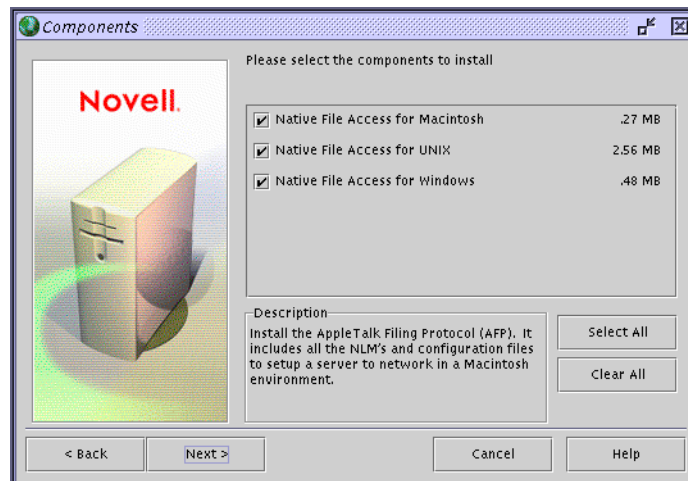 Components
Please select the components to install
Novell.
Native File Access for Macintosh .27 MB
Native File Access for UNIX 2.56 MB
Native File Access for Windows .48 MB
Description
Install the AppleTalk Filing Protocol (AFP). It
includes all the NLM's and configuration files
to setup a server to network in a Macintosh
environment.
Select All
Clear All
< Back
Next >
Cancel
Help